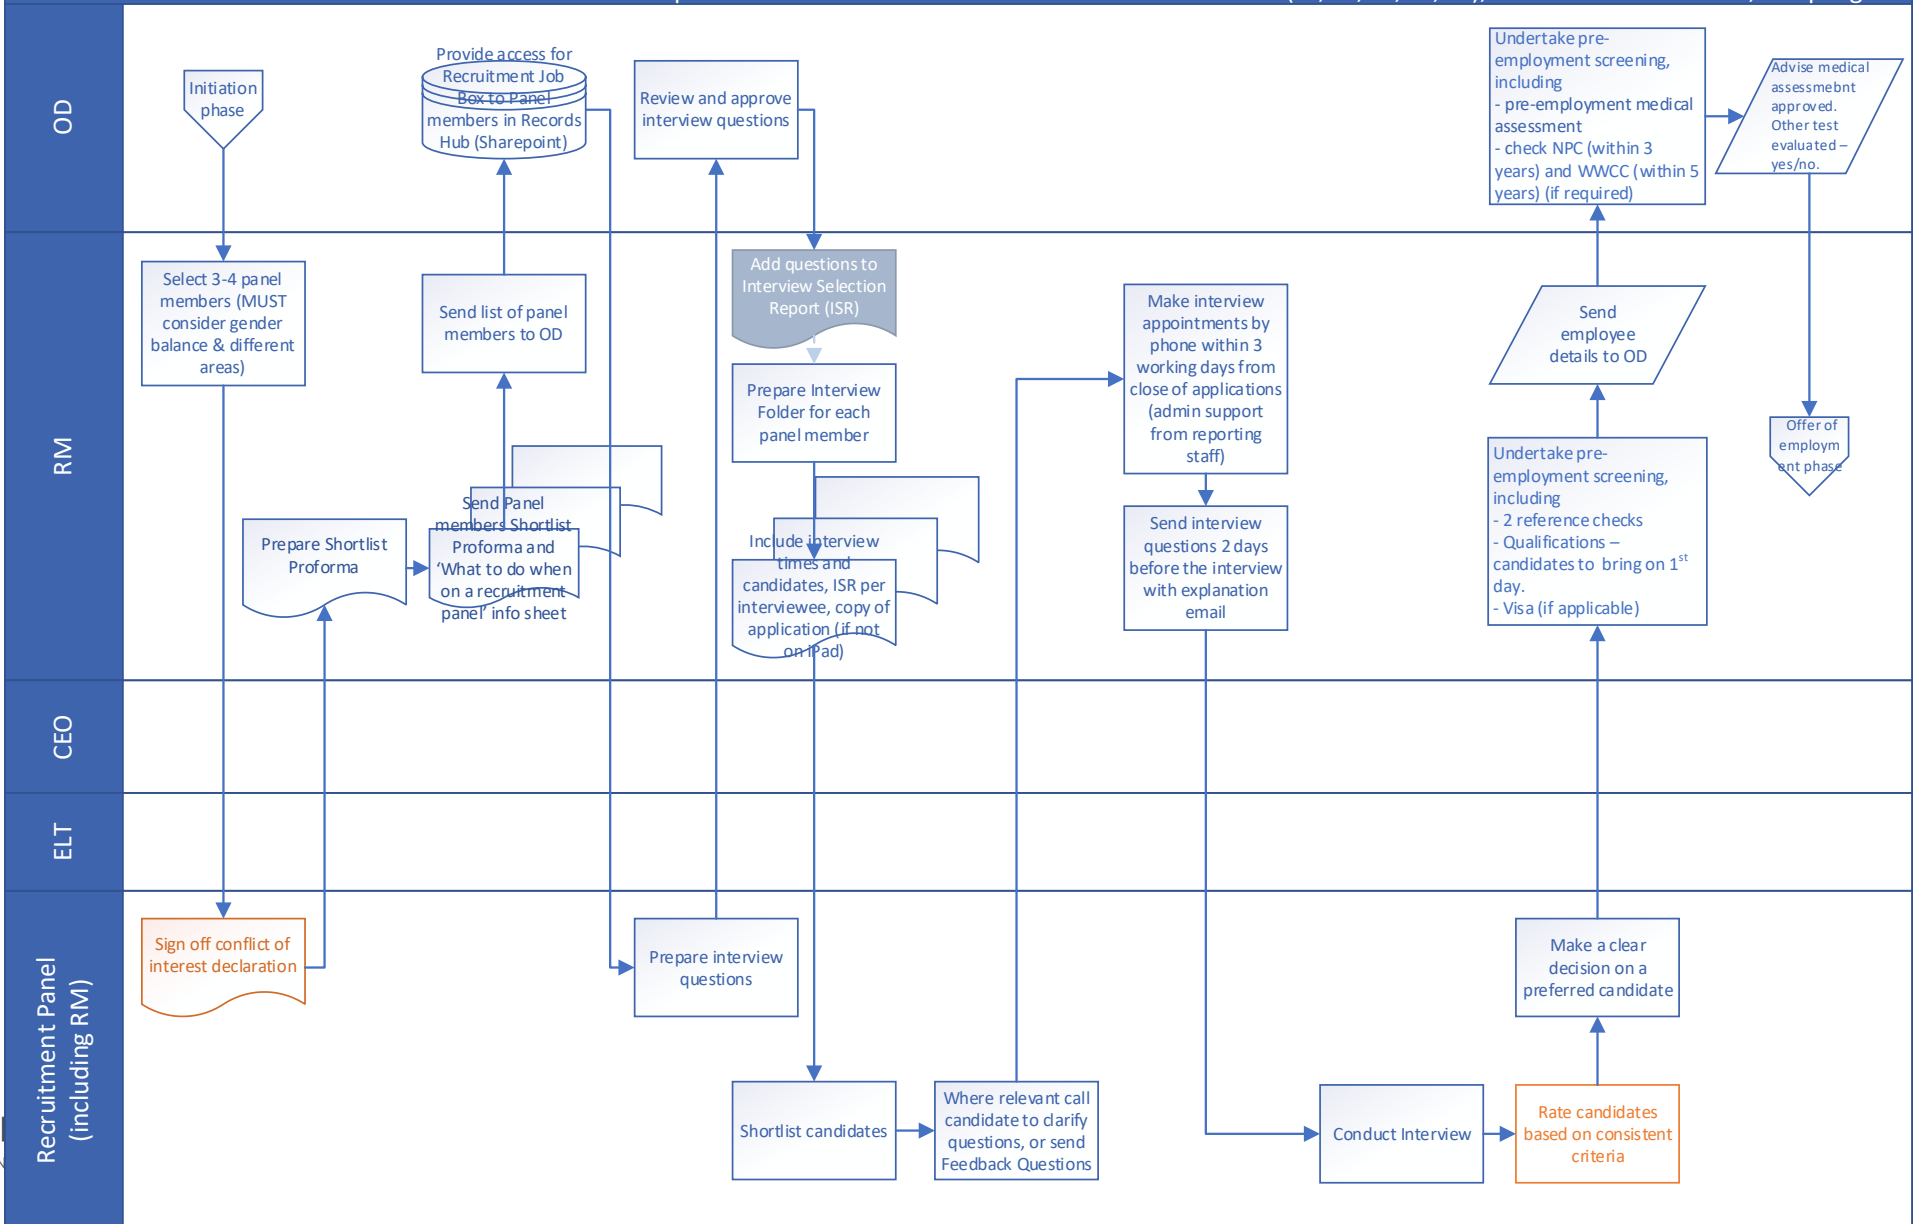 OD
Initiation
phase
Provide access for
Recruitment Job
Box to Panel
members in Records
Hub (Sharepoint)
Review and approve
interview questions
Undertake pre-
employment screening,
including
- pre-employment medical
assessment
- check NPC (within 3
years) and WWCC (within 5
years) (if required)
Advise medical
assessmebnt
approved.
Other test
evaluated –
yes/no.
RM
Select 3-4 panel
members (MUST
consider gender
balance & different
areas)
Prepare Shortlist
Proforma
Send Panel
members Shortlist
Proforma and
‘What to do when
on a recruitment
panel’ info sheet
Send list of panel
members to OD
Add questions to
Interview Selection
Report (ISR)
Prepare Interview
Folder for each
panel member
Include interview
times and
candidates, ISR per
interviewee, copy of
application (if not
on iPad)
Make interview
appointments by
phone within 3
working days from
close of applications
(admin support
from reporting
staff)
Send interview
questions 2 days
before the interview
with explanation
email
Send
employee
details to OD
Undertake pre-
employment screening,
including
- 2 reference checks
- Qualifications –
candidates to bring on 1st
day.
- Visa (if applicable)
Offer of
employm
ent phase
CEO
ELT
Recruitment Panel
(including RM)
Sign off conflict of
interest declaration
Prepare interview
questions
Shortlist candidates
Where relevant call
candidate to clarify
questions, or send
Feedback Questions
Conduct Interview
Rate candidates
based on consistent
criteria
Make a clear
decision on a
preferred candidate